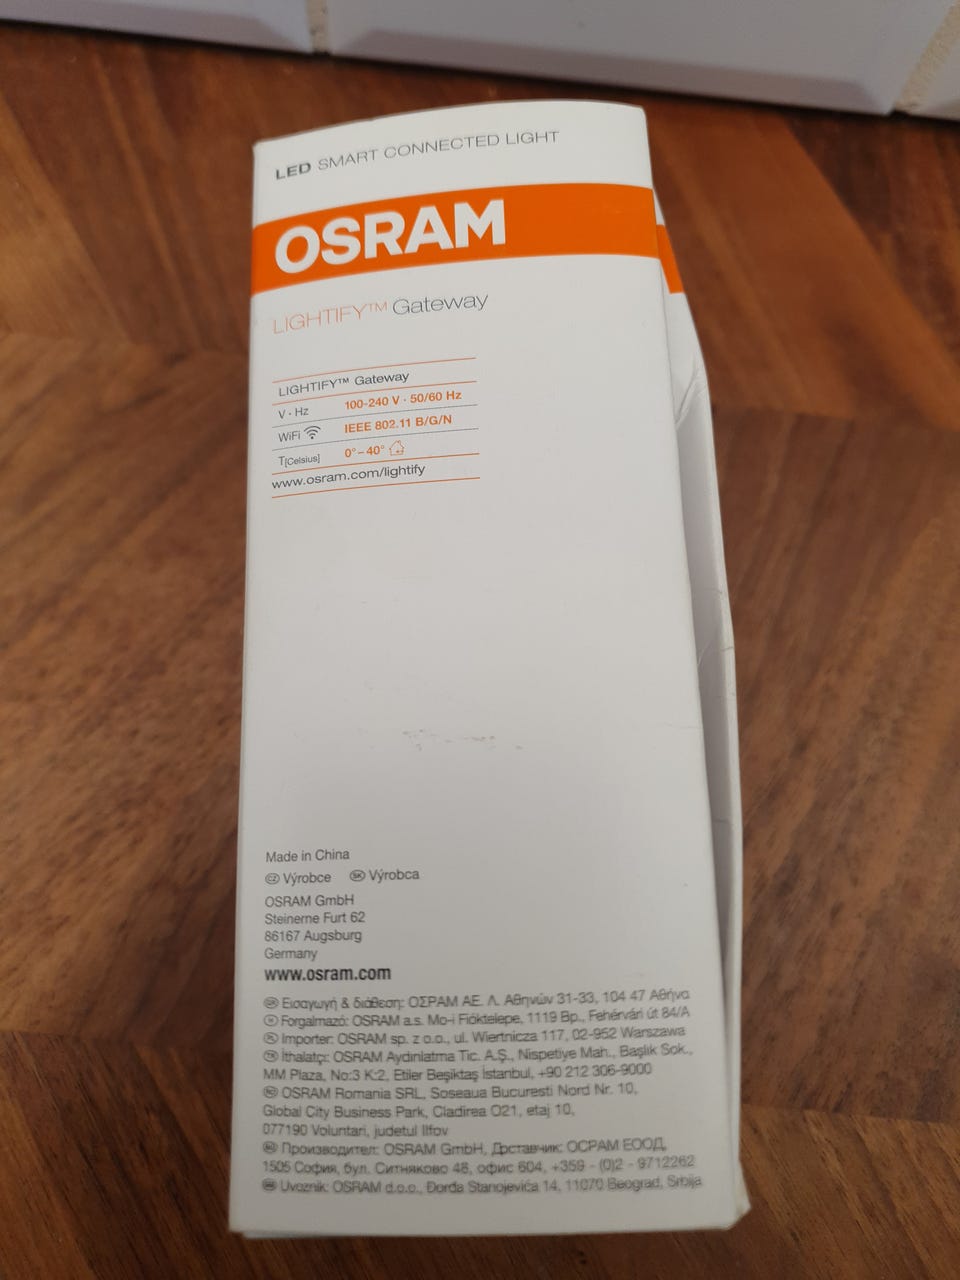 LED SMART CONNECTED LIGHT
OSRAM
LIGHTIFY™ Gateway
LIGHTIFY™ Gateway
V · Hz 100-240 V · 50/60 Hz
WiFi IEEE 802.11 B/G/N
T[Celsius] 0°–40°
www.osram.com/lightify
Made in China
CZ Výrobce SK Výrobca
OSRAM GmbH
Steinerne Furt 62
86167 Augsburg
Germany
www.osram.com
GR Εισαγωγή & διάθεση: ΟΣΡΑΜ ΑΕ. Λ. Αθηνών 31-33, 104 47 Αθήνα
H Forgalmazó: OSRAM a.s. Mo-i Fióktelepe, 1119 Bp., Fehérvári út 84/A
PL Importer: OSRAM sp. z o.o., ul. Wiertnicza 117, 02-952 Warszawa
TR İthalatçı: OSRAM Aydınlatma Tic. A.Ş., Nispetiye Mah., Başlık Sok.,
MM Plaza, No:3 K:2, Etiler Beşiktaş İstanbul, +90 212 306-9000
RO OSRAM Romania SRL, Soseaua Bucuresti Nord Nr. 10,
Global City Business Park, Cladirea O21, etaj 10,
077190 Voluntari, judetul Ilfov
BG Производител: OSRAM GmbH, Доставчик: ОСРАМ ЕООД,
1505 София, бул. Ситняково 48, офис 604, +359 - (0)2 - 9712262
Uvoznik: OSRAM d.o.o., Đorđa Stanojevića 14, 11070 Beograd, Srbija